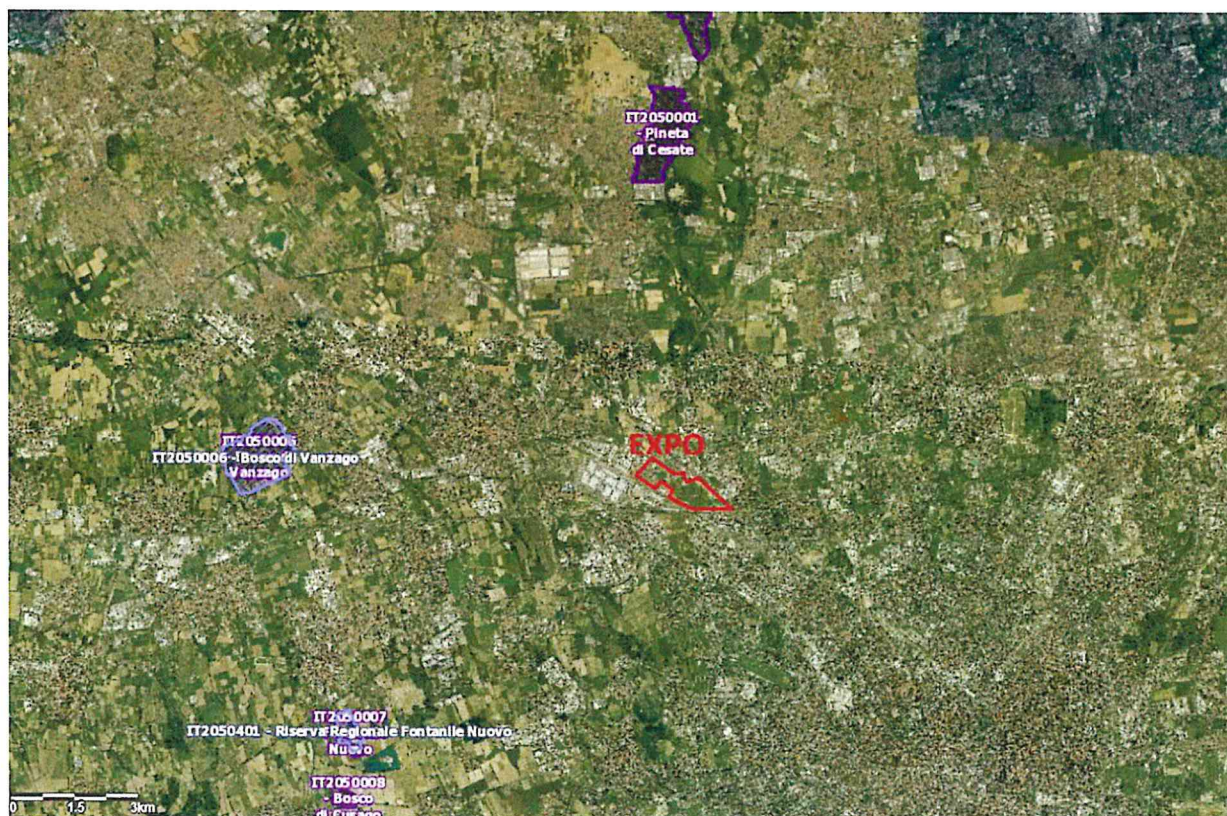 IT2050001
- Pineta
di Cesate
EXPO
IT2050006 - Bosco di Vanzago
Vanzago
IT2050007
IT2050401 - Riserva Regionale Fontanile Nuovo
Nuovo
IT2050008
- Bosco
di Cusago
0 1.5 3km